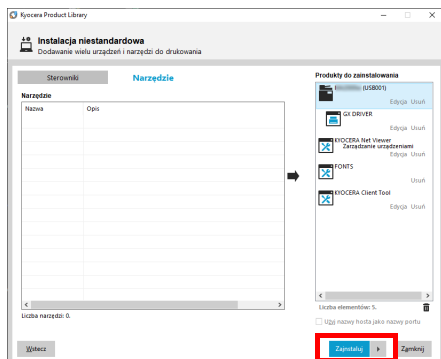 Kyocera Product Library
Instalacja niestandardowa
Dodawanie wielu urządzeń i narzędzi do drukowania
Sterowniki
Narzędzie
Narzędzie
Nazwa
Opis
Liczba narzędzi: 0.
Produkty do zainstalowania
(USB001)
Edycja Usuń
GX DRIVER
Edycja Usuń
KYOCERA Net Viewer
Zarządzanie urządzeniami
Edycja Usuń
FONTS
Usuń
KYOCERA Client Tool
Edycja Usuń
Liczba elementów: 5.
Użyj nazwy hosta jako nazwy portu
Wstecz
Zainstaluj
Zamknij